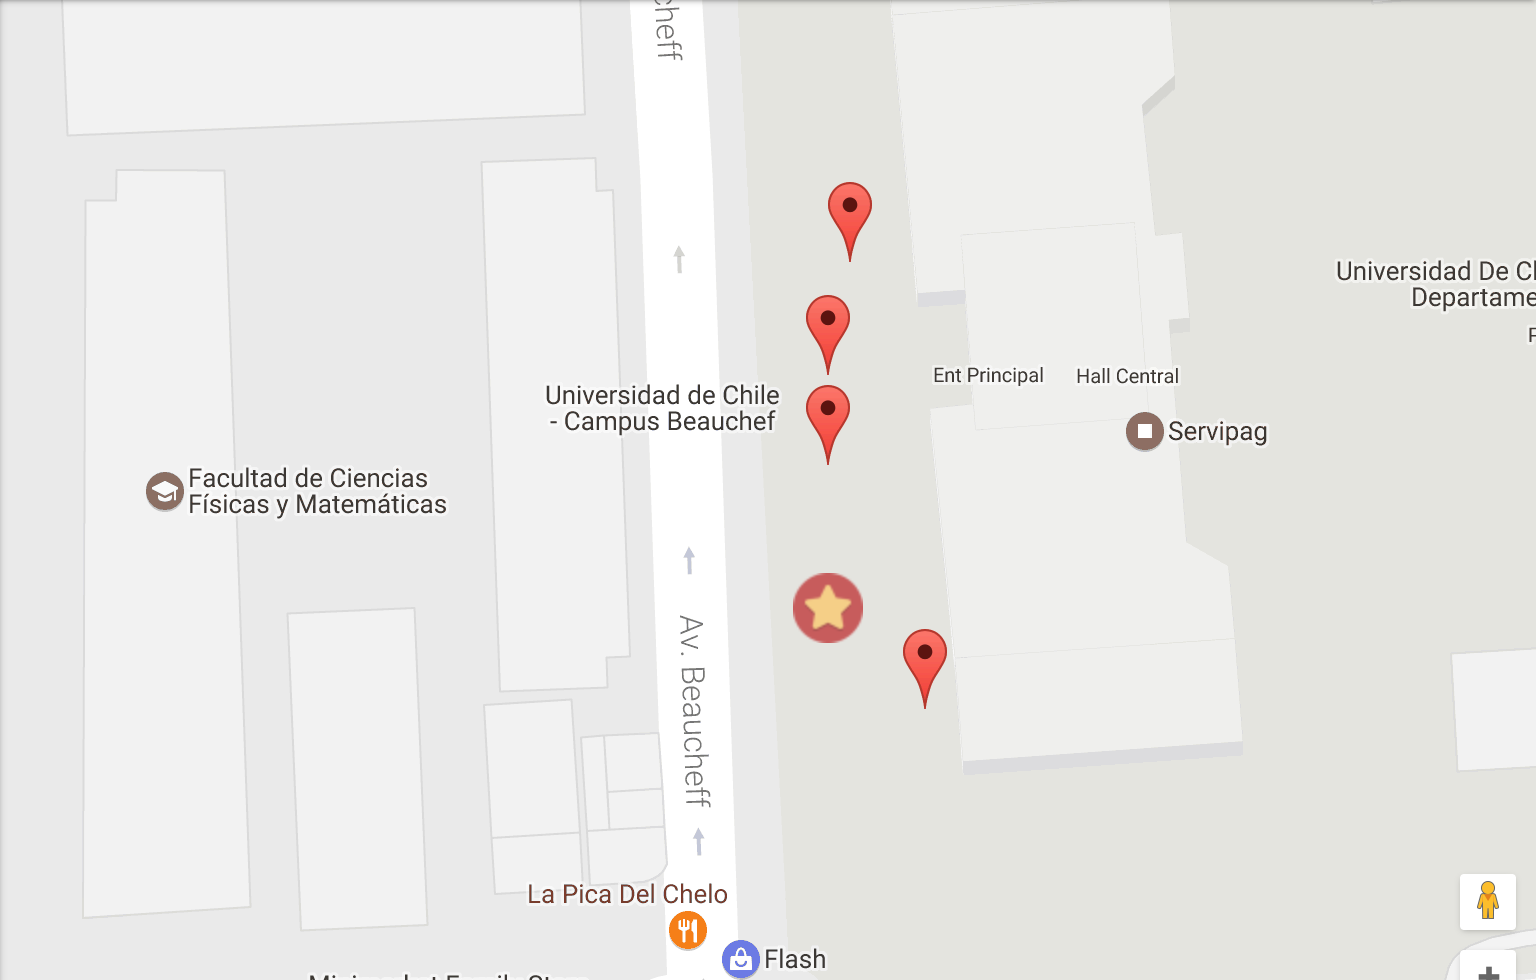 cheff
Universidad De Ch
Departame
Ent Principal
Hall Central
Universidad de Chile
- Campus Beauchef
Servipag
Facultad de Ciencias
Físicas y Matemáticas
Av. Beaucheff
La Pica Del Chelo
Flash